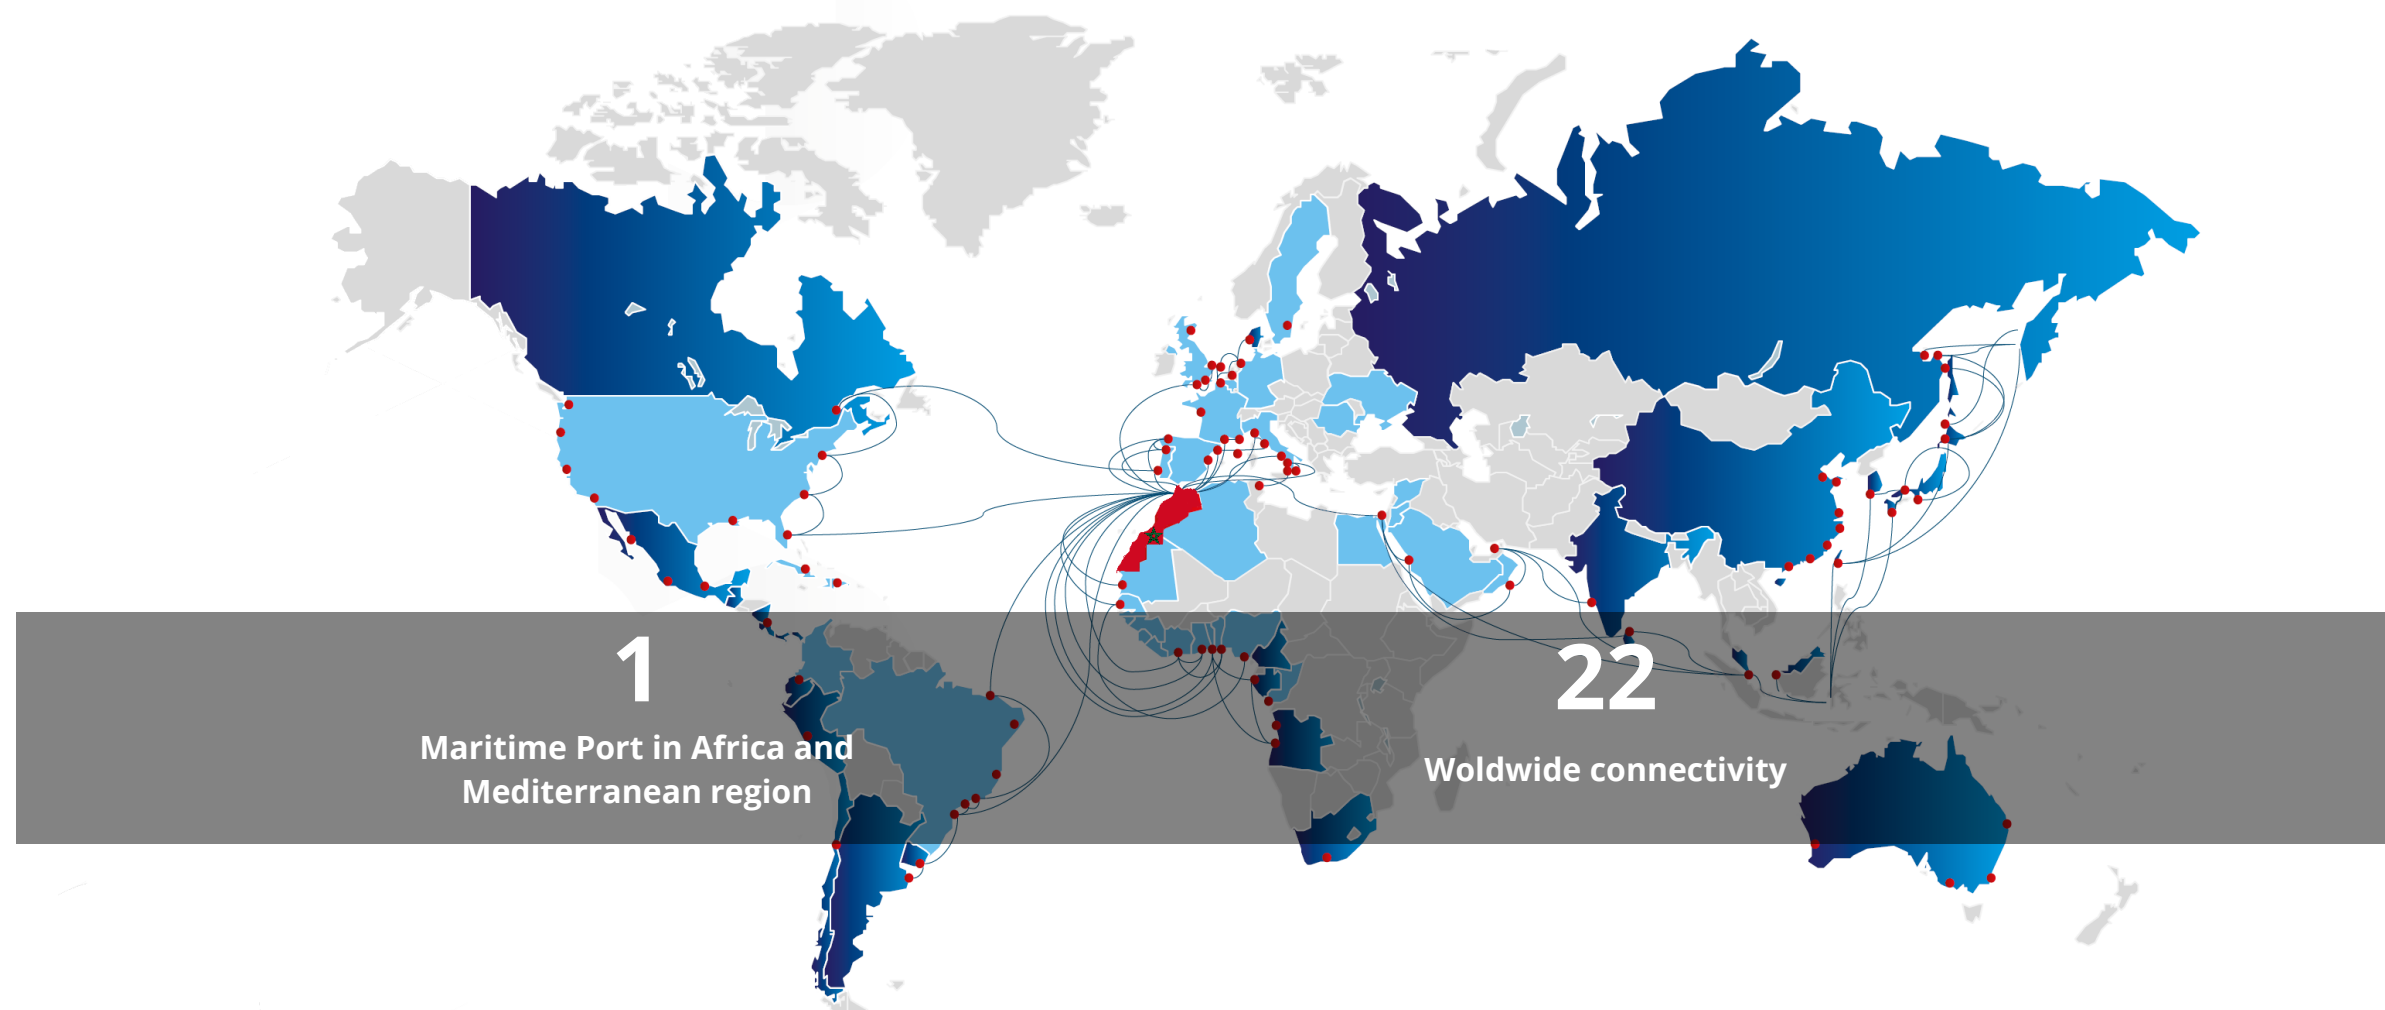 1
Maritime Port in Africa and
Mediterranean region
22
Woldwide connectivity